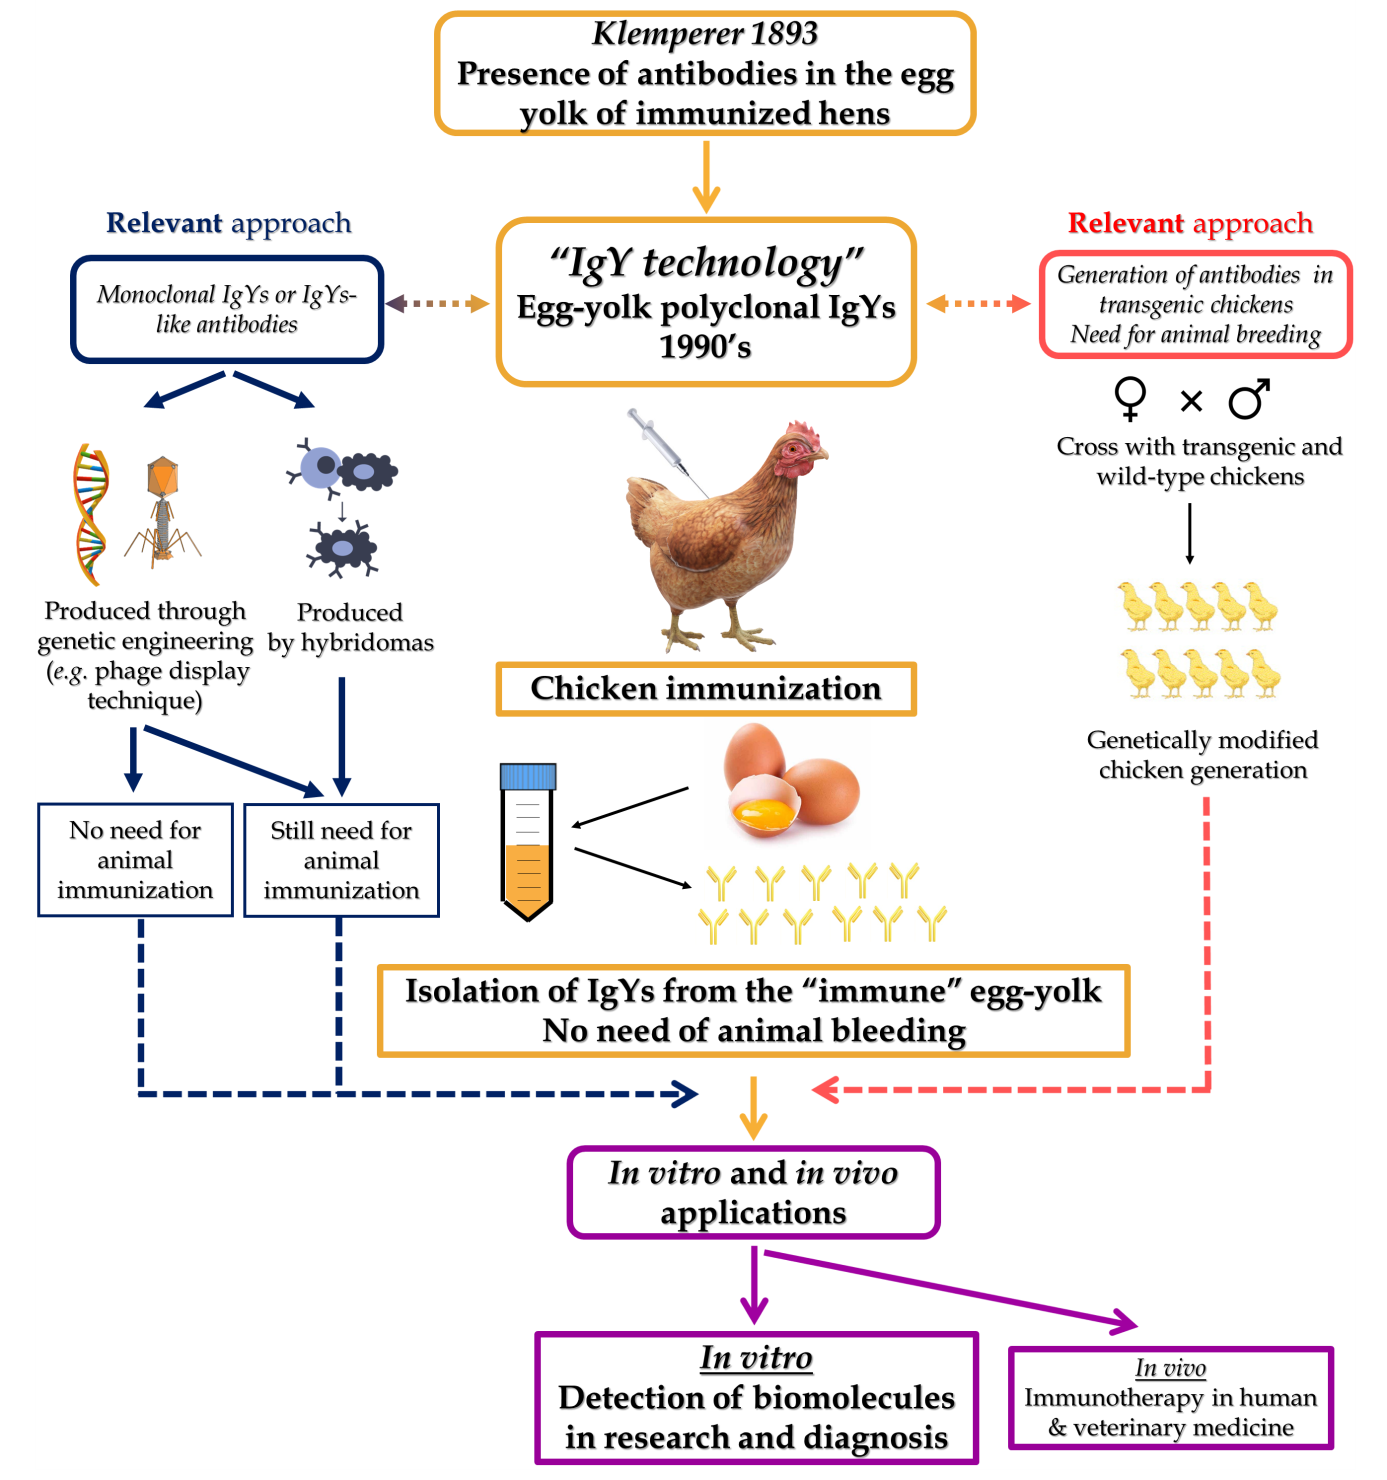 Klemperer 1893
Presence of antibodies in the egg
yolk of immunized hens
Relevant approach
Monoclonal IgYs or IgYs-
like antibodies
“IgY technology”
Egg-yolk polyclonal IgYs
1990’s
Relevant approach
Generation of antibodies in
transgenic chickens
Need for animal breeding
Cross with transgenic and
wild-type chickens
Produced through
genetic engineering
(e.g. phage display
technique)
Produced
by hybridomas
Chicken immunization
Genetically modified
chicken generation
No need for
animal
immunization
Still need for
animal
immunization
Isolation of IgYs from the “immune” egg-yolk
No need of animal bleeding
In vitro and in vivo
applications
In vitro
Detection of biomolecules
in research and diagnosis
In vivo
Immunotherapy in human
& veterinary medicine